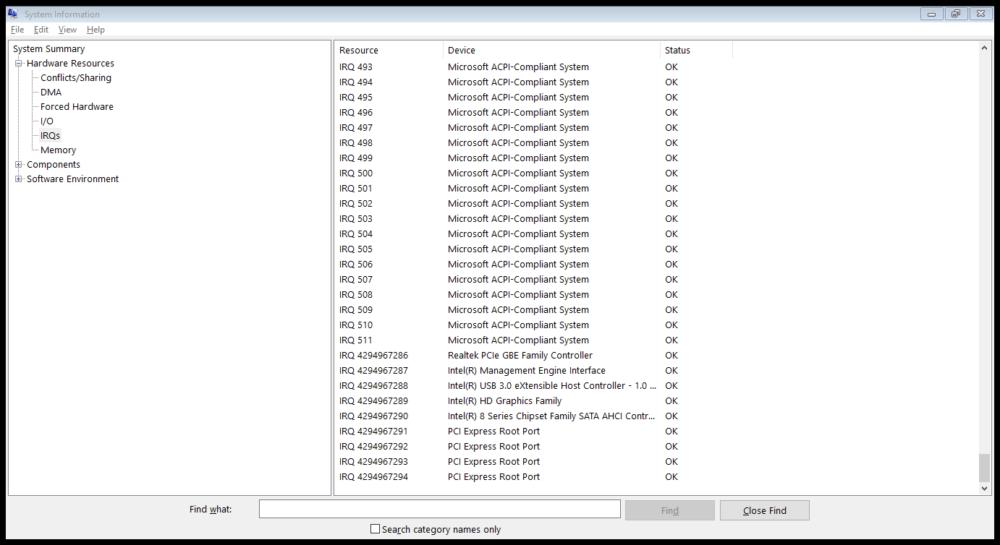 System Information
File Edit View Help
System Summary
Hardware Resources
Conflicts/Sharing
DMA
Forced Hardware
I/O
IRQs
Memory
Components
Software Environment
Resource Device Status
IRQ 493 Microsoft ACPI-Compliant System OK
IRQ 494 Microsoft ACPI-Compliant System OK
IRQ 495 Microsoft ACPI-Compliant System OK
IRQ 496 Microsoft ACPI-Compliant System OK
IRQ 497 Microsoft ACPI-Compliant System OK
IRQ 498 Microsoft ACPI-Compliant System OK
IRQ 499 Microsoft ACPI-Compliant System OK
IRQ 500 Microsoft ACPI-Compliant System OK
IRQ 501 Microsoft ACPI-Compliant System OK
IRQ 502 Microsoft ACPI-Compliant System OK
IRQ 503 Microsoft ACPI-Compliant System OK
IRQ 504 Microsoft ACPI-Compliant System OK
IRQ 505 Microsoft ACPI-Compliant System OK
IRQ 506 Microsoft ACPI-Compliant System OK
IRQ 507 Microsoft ACPI-Compliant System OK
IRQ 508 Microsoft ACPI-Compliant System OK
IRQ 509 Microsoft ACPI-Compliant System OK
IRQ 510 Microsoft ACPI-Compliant System OK
IRQ 511 Microsoft ACPI-Compliant System OK
IRQ 4294967286 Realtek PCIe GBE Family Controller OK
IRQ 4294967287 Intel(R) Management Engine Interface OK
IRQ 4294967288 Intel(R) USB 3.0 eXtensible Host Controller - 1.0 ... OK
IRQ 4294967289 Intel(R) HD Graphics Family OK
IRQ 4294967290 Intel(R) 8 Series Chipset Family SATA AHCI Contr... OK
IRQ 4294967291 PCI Express Root Port OK
IRQ 4294967292 PCI Express Root Port OK
IRQ 4294967293 PCI Express Root Port OK
IRQ 4294967294 PCI Express Root Port OK
Find what: Find Close Find
Search category names only